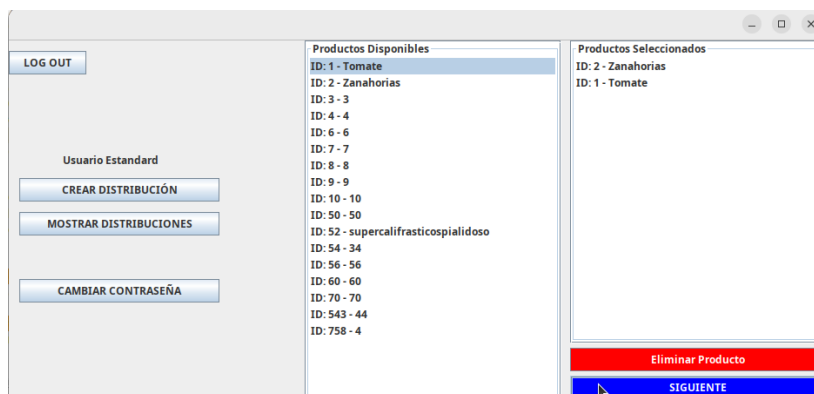 LOG OUT
Usuario Estandard
CREAR DISTRIBUCIÓN
MOSTRAR DISTRIBUCIONES
CAMBIAR CONTRASEÑA
Productos Disponibles
ID: 1 - Tomate
ID: 2 - Zanahorias
ID: 3 - 3
ID: 4 - 4
ID: 6 - 6
ID: 7 - 7
ID: 8 - 8
ID: 9 - 9
ID: 10 - 10
ID: 50 - 50
ID: 52 - supercalifrasticospialidoso
ID: 54 - 34
ID: 56 - 56
ID: 60 - 60
ID: 70 - 70
ID: 543 - 44
ID: 758 - 4
Productos Seleccionados
ID: 2 - Zanahorias
ID: 1 - Tomate
Eliminar Producto
SIGUIENTE